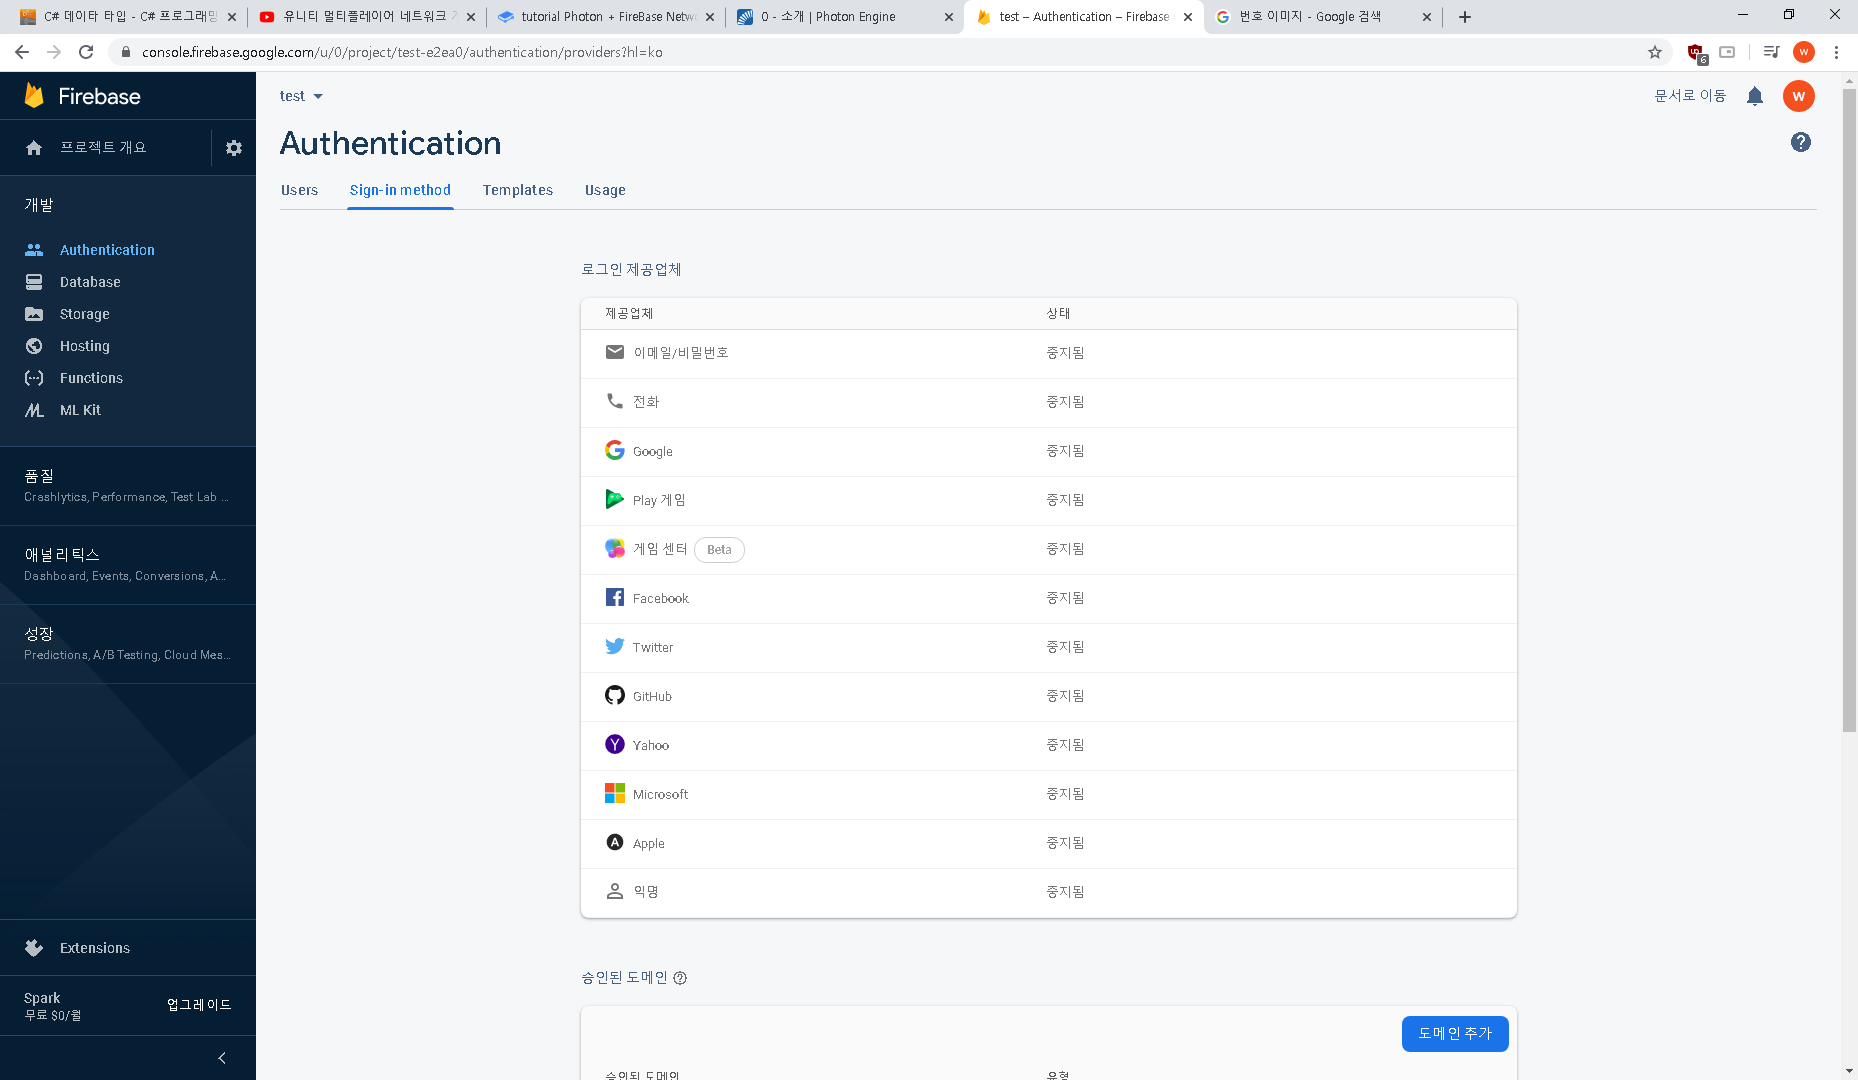 C# 데이타 타입 - C# 프로그래밍
유니티 멀티플레이어 네트워크
tutorial Photon + FireBase Netw
0 - 소개 | Photon Engine
test – Authentication – Firebase
번호 이미지 - Google 검색
console.firebase.google.com/u/0/project/test-e2ea0/authentication/providers?hl=ko
6
W
Firebase
test
문서로 이동
W
프로젝트 개요
Authentication
?
Users
Sign-in method
Templates
Usage
개발
Authentication
Database
Storage
Hosting
Functions
ML Kit
품질
Crashlytics, Performance, Test Lab ...
애널리틱스
Dashboard, Events, Conversions, A...
성장
Predictions, A/B Testing, Cloud Mes...
Extensions
Spark
무료 $0/월
업그레이드
로그인 제공업체
제공업체 상태
이메일/비밀번호 중지됨
전화 중지됨
Google 중지됨
Play 게임 중지됨
게임 센터 Beta 중지됨
Facebook 중지됨
Twitter 중지됨
GitHub 중지됨
Yahoo 중지됨
Microsoft 중지됨
Apple 중지됨
익명 중지됨
승인된 도메인
도메인 추가
승인된 도메인 유형